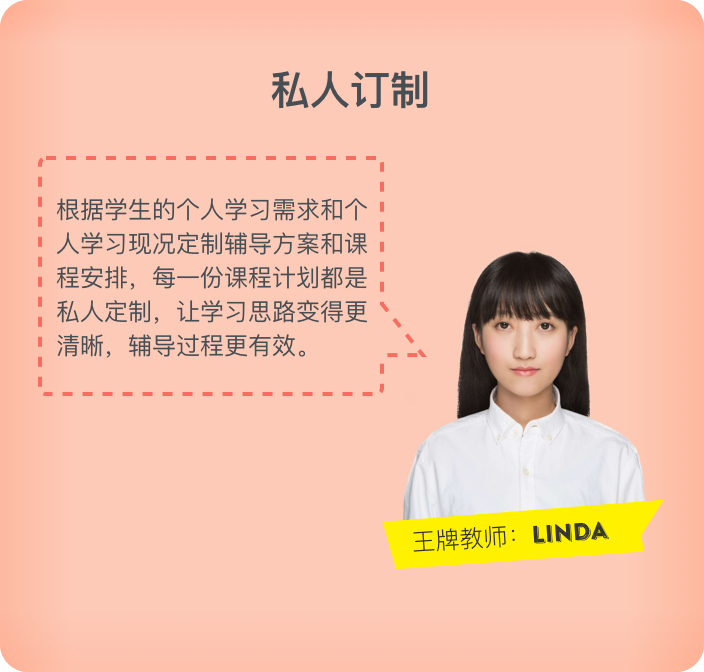 私人订制
根据学生的个人学习需求和个
人学习现况定制辅导方案和课
程安排，每一份课程计划都是
私人定制，让学习思路变得更
清晰，辅导过程更有效。
王牌教师：LINDA